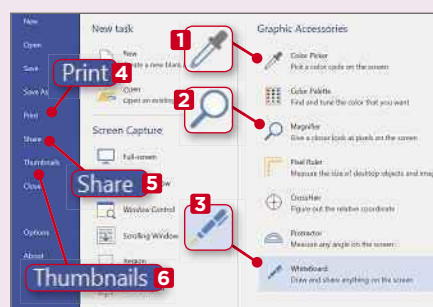 New
Open
Save
Save As
Print
Share
Thumbnails
Close
Options
About
Print 4
Share 5
Thumbnails 6
New task
New
Create a new blank
Open
Open an existing
Screen Capture
Full-screen
Window Control
Scrolling Window
Region
1
2
3
Graphic Accessories
Color Picker
Pick a color code on the screen
Color Palette
Find and tune the color that you want
Magnifier
Give a closer look at pixels on the screen
Pixel Ruler
Measure the size of desktop objects and
CrossHair
Figure out the relative coordinate
Protractor
Measure any angle on the screen
WhiteBoard
Draw and share anything on the screen